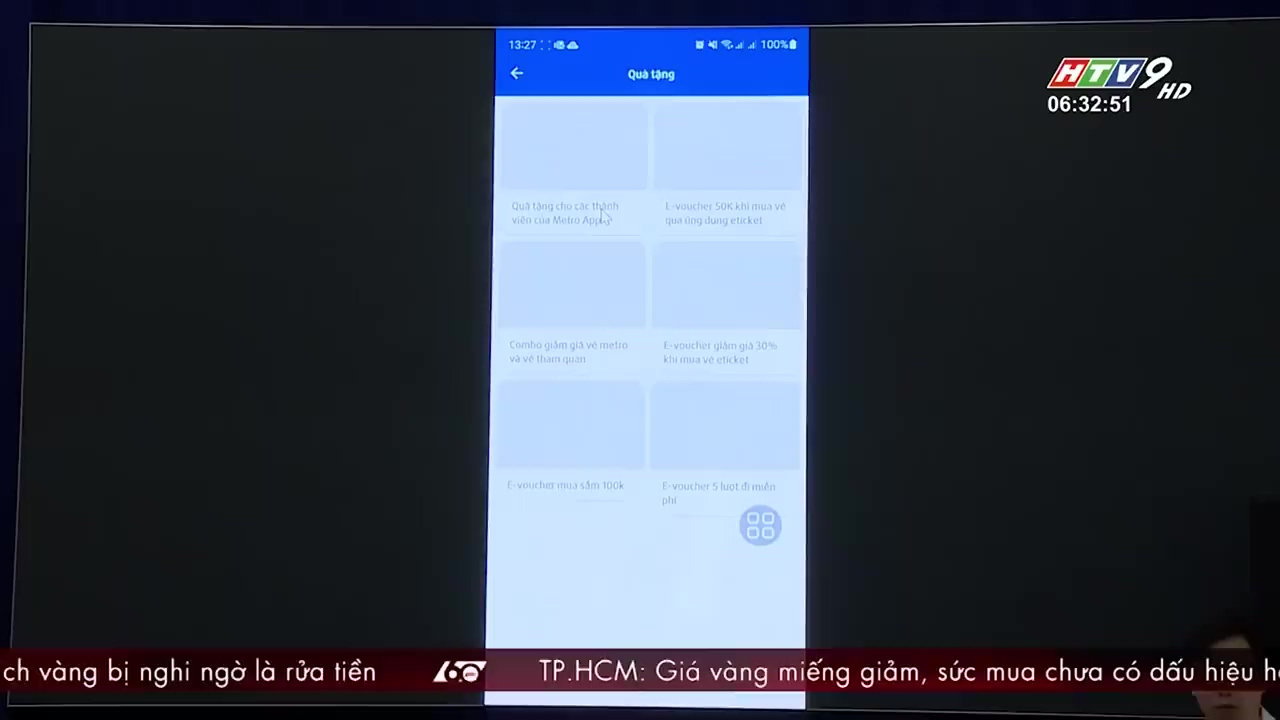 13:27
100%
Quà tặng
HTV9 HD
06:32:51
Quà tặng cho các thành
viên của Metro App
E-voucher 50K khi mua vé
qua ứng dụng eticket
Combo giảm giá vé metro
và vé tham quan
E-voucher giảm giá 30%
khi mua vé eticket
E-voucher mua sắm 100k
E-voucher 5 lượt đi miễn
phí
ch vàng bị nghi ngờ là rửa tiền
60
TP.HCM: Giá vàng miếng giảm, sức mua chưa có dấu hiệu